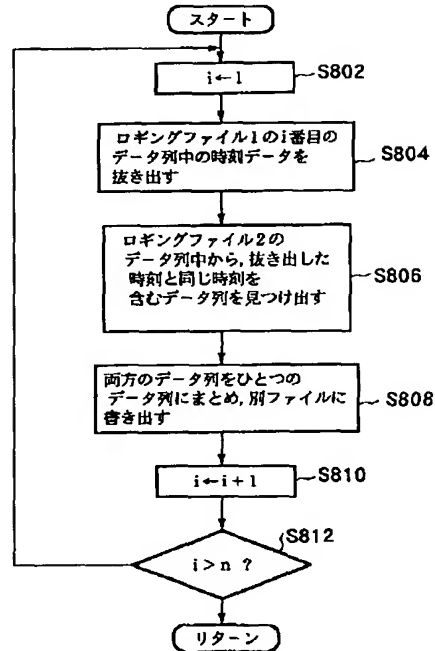 スタート
i←1
S802
ロギングファイル1のi番目の
データ列中の時刻データを
抜き出す
S804
ロギングファイル2の
データ列中から,抜き出した
時刻と同じ時刻を
含むデータ列を見つけ出す
S806
両方のデータ列をひとつの
データ列にまとめ,別ファイルに
書き出す
S808
i←i+1
S810
S812
i>n ?
リターン